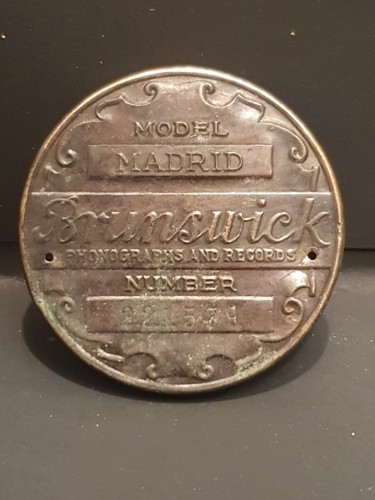 MODEL
MADRID
Brunswick
PHONOGRAPHS AND RECORDS
NUMBER